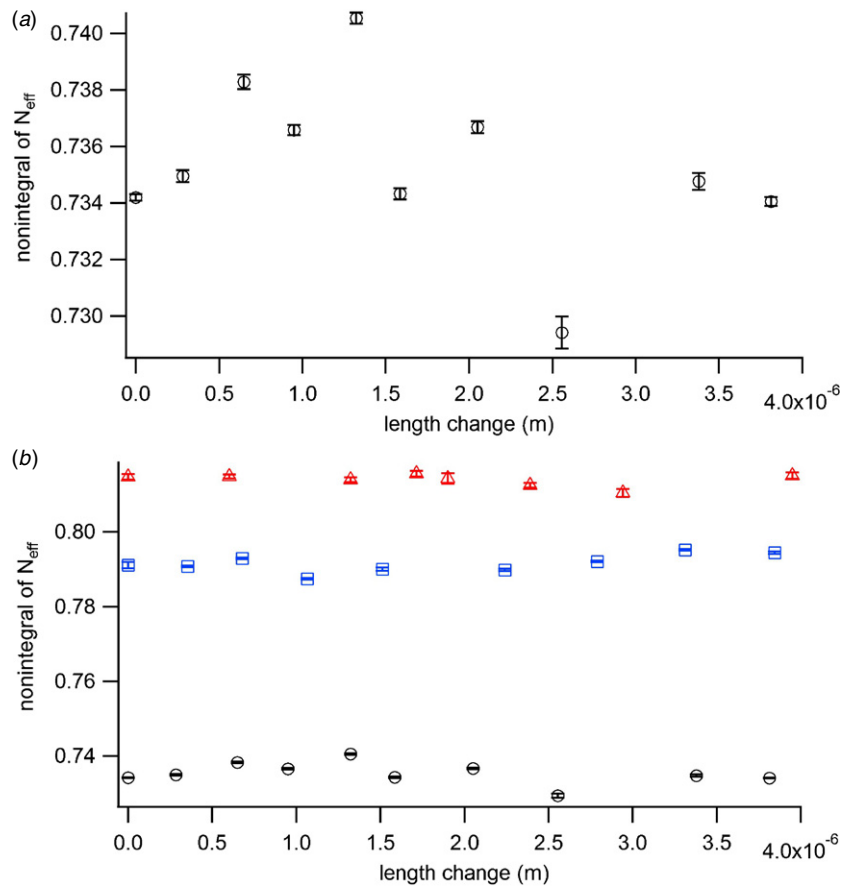 (a)
nonintegral of Neff
0.740
0.738
0.736
0.734
0.732
0.730
0.0 0.5 1.0 1.5 2.0 2.5 3.0 3.5 4.0x10-6
length change (m)
(b)
nonintegral of Neff
0.80
0.78
0.76
0.74
0.0 0.5 1.0 1.5 2.0 2.5 3.0 3.5 4.0x10-6
length change (m)